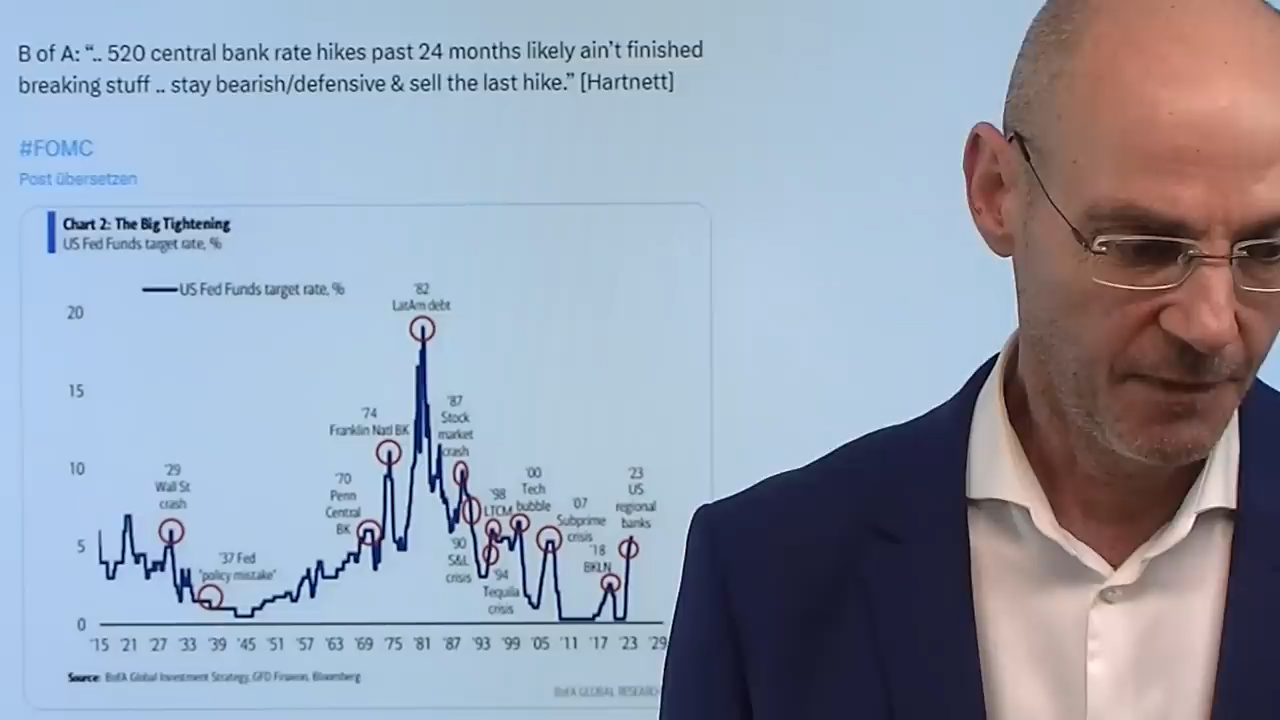 B of A: “.. 520 central bank rate hikes past 24 months likely ain’t finished
breaking stuff .. stay bearish/defensive & sell the last hike.” [Hartnett]
#FOMC
Post übersetzen
Chart 2: The Big Tightening
US Fed Funds target rate, %
US Fed Funds target rate, %
20
15
10
5
0
'29
Wall St
crash
'37 Fed
"policy mistake"
'70
Penn
Central
BK
'74
Franklin Natl BK
'82
LatAm debt
'87
Stock
market
crash
'90
S&L
crisis
'94
Tequila
crisis
'98
LTCM
'00
Tech
bubble
'07
Subprime
crisis
'18
BKLN
'23
US
regional
banks
'15 '21 '27 '33 '39 '45 '51 '57 '63 '69 '75 '81 '87 '93 '99 '05 '11 '17 '23 '29
Source: BofA Global Investment Strategy, GFD Finaeon, Bloomberg
BofA GLOBAL RESEARCH